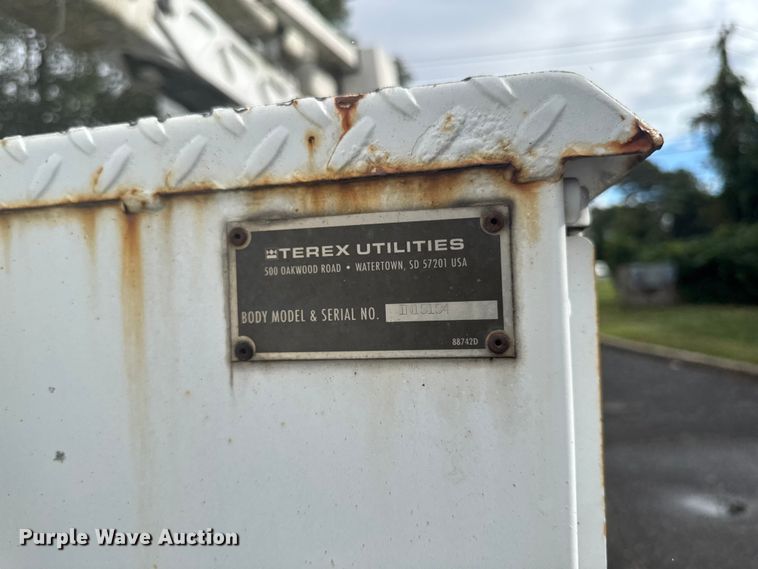 TEREX UTILITIES
500 OAKWOOD ROAD • WATERTOWN, SD 57201 USA
BODY MODEL & SERIAL NO.
88742D
Purple Wave Auction